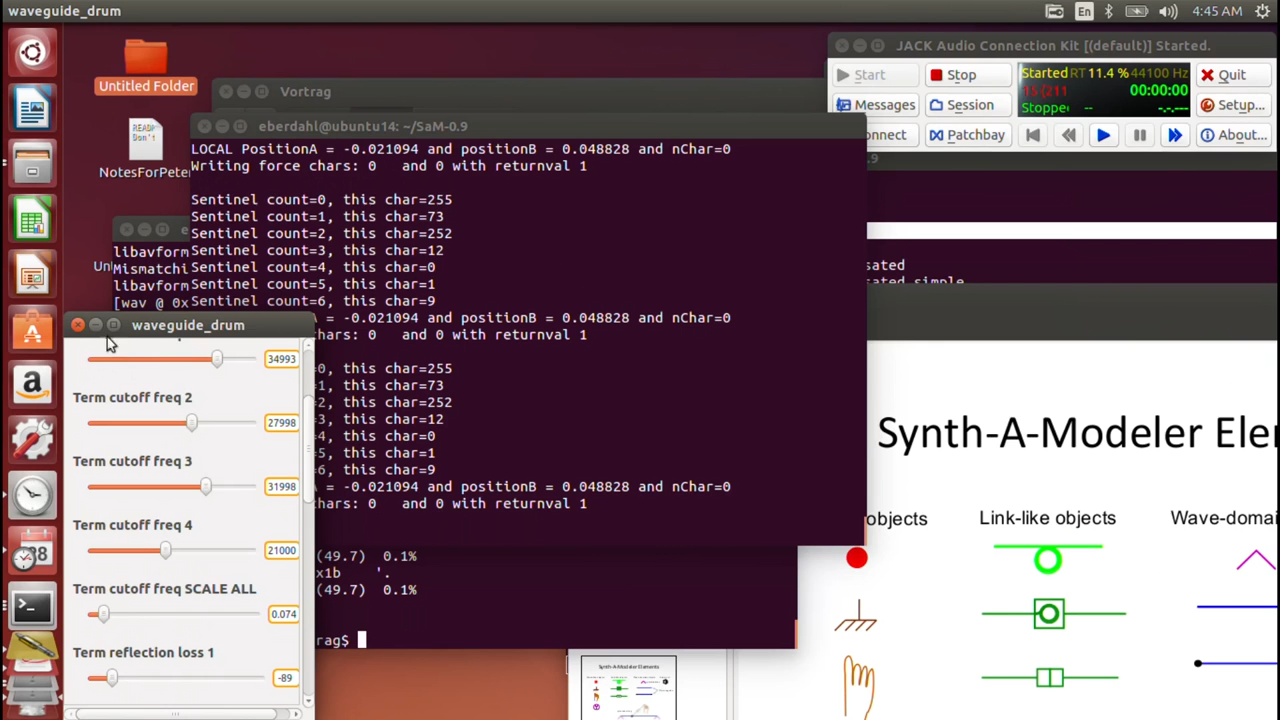 waveguide_drum
En
4:45 AM
Untitled Folder
README
Don't
NotesForPete
Vortrag
eberdahl@ubuntu14: ~/SaM-0.9
LOCAL PositionA = -0.021094 and positionB = 0.048828 and nChar=0
Writing force chars: 0 and 0 with returnval 1
Sentinel count=0, this char=255
Sentinel count=1, this char=73
Sentinel count=2, this char=252
Sentinel count=3, this char=12
Sentinel count=4, this char=0
Sentinel count=5, this char=1
Sentinel count=6, this char=9
= -0.021094 and positionB = 0.048828 and nChar=0
chars: 0 and 0 with returnval 1
=0, this char=255
=1, this char=73
=2, this char=252
=3, this char=12
=4, this char=0
=5, this char=1
=6, this char=9
= -0.021094 and positionB = 0.048828 and nChar=0
chars: 0 and 0 with returnval 1
libavform
Mismatchi
libavform
[wav @ 0x
(49.7) 0.1%
x1b '.
(49.7) 0.1%
rag$
JACK Audio Connection Kit [(default)] Started.
Start
Stop
Started RT 11.4 % 44100 Hz
00:00:00
Stoppe -- -.-.---
Quit
Messages
Session
Setup...
onnect
Patchbay
About...
.9
sated
sated simple
waveguide_drum
34993
Term cutoff freq 2
27998
Term cutoff freq 3
31998
Term cutoff freq 4
21000
Term cutoff freq SCALE ALL
0.074
Term reflection loss 1
-89
Synth-A-Modeler Elen
objects
Link-like objects
Wave-domai
Synth-A-Modeler Elements